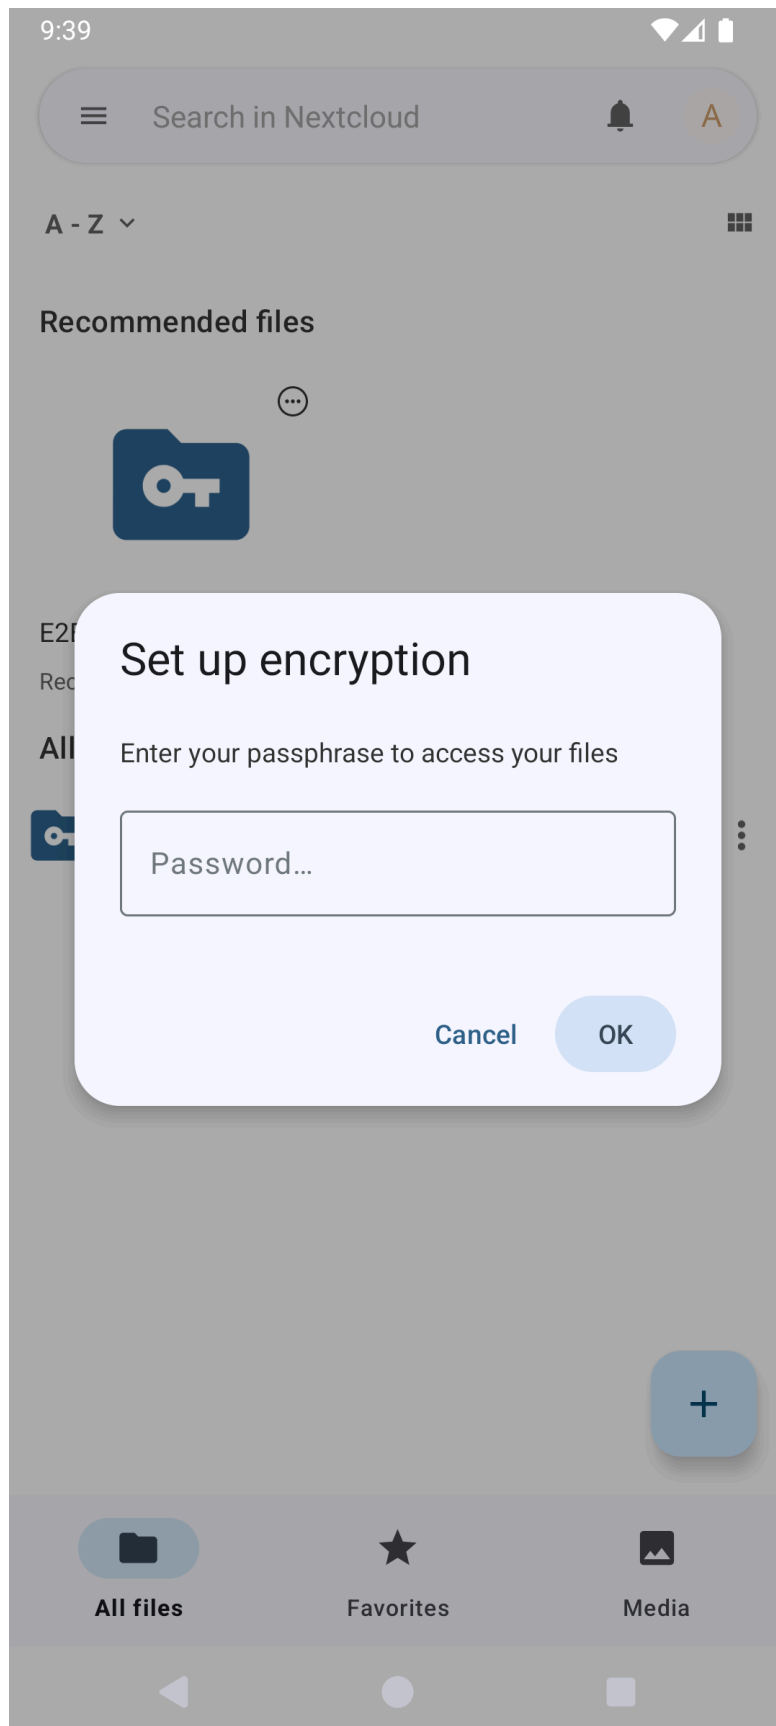 9:39
Search in Nextcloud
A
A - Z
Recommended files
Set up encryption
Enter your passphrase to access your files
All
Password...
Cancel
OK
All files
Favorites
Media